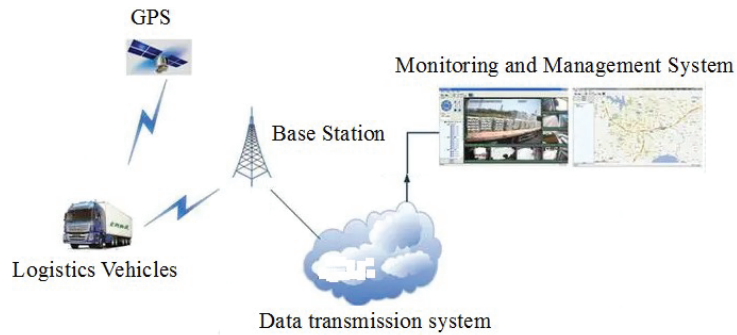 GPS
Monitoring and Management System
Base Station
Logistics Vehicles
Data transmission system